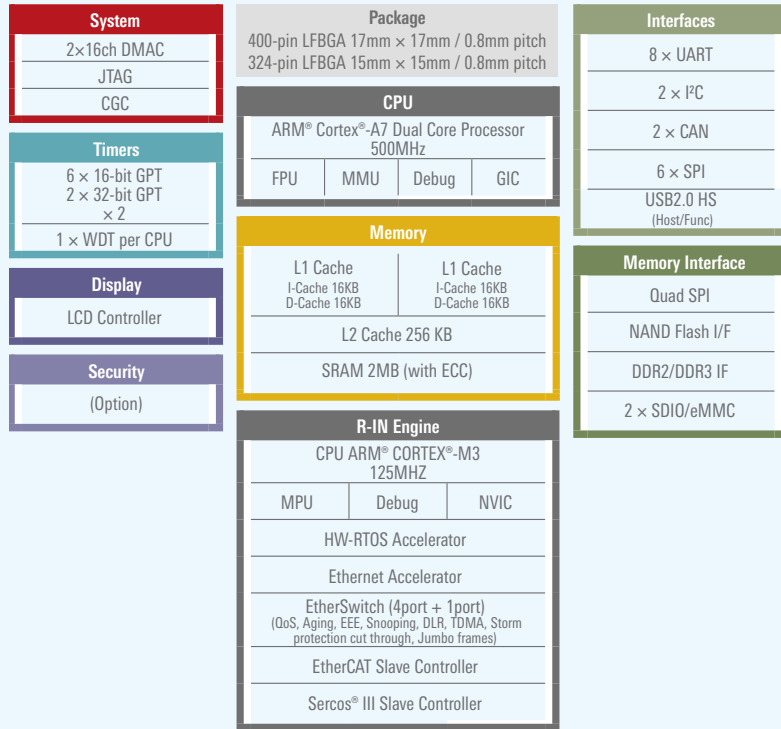 System
2×16ch DMAC
JTAG
CGC
Timers
6 × 16-bit GPT
2 × 32-bit GPT
× 2
1 × WDT per CPU
Display
LCD Controller
Security
(Option)
Package
400-pin LFBGA 17mm × 17mm / 0.8mm pitch
324-pin LFBGA 15mm × 15mm / 0.8mm pitch
CPU
ARM® Cortex®-A7 Dual Core Processor
500MHz
FPU MMU Debug GIC
Memory
L1 Cache L1 Cache
I-Cache 16KB I-Cache 16KB
D-Cache 16KB D-Cache 16KB
L2 Cache 256 KB
SRAM 2MB (with ECC)
R-IN Engine
CPU ARM® CORTEX®-M3
125MHZ
MPU Debug NVIC
HW-RTOS Accelerator
Ethernet Accelerator
EtherSwitch (4port + 1port)
(QoS, Aging, EEE, Snooping, DLR, TDMA, Storm
protection cut through, Jumbo frames)
EtherCAT Slave Controller
Sercos® III Slave Controller
Interfaces
8 × UART
2 × I²C
2 × CAN
6 × SPI
USB2.0 HS
(Host/Func)
Memory Interface
Quad SPI
NAND Flash I/F
DDR2/DDR3 IF
2 × SDIO/eMMC